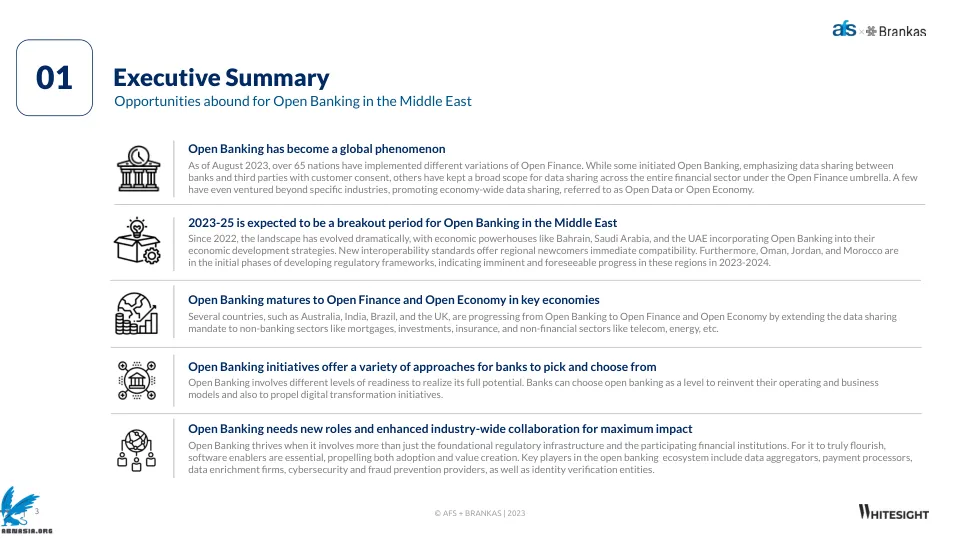 afs × Brankas
01
Executive Summary
Opportunities abound for Open Banking in the Middle East
Open Banking has become a global phenomenon
As of August 2023, over 65 nations have implemented different variations of Open Finance. While some initiated Open Banking, emphasizing data sharing between
banks and third parties with customer consent, others have kept a broad scope for data sharing across the entire financial sector under the Open Finance umbrella. A few
have even ventured beyond specific industries, promoting economy-wide data sharing, referred to as Open Data or Open Economy.
2023-25 is expected to be a breakout period for Open Banking in the Middle East
Since 2022, the landscape has evolved dramatically, with economic powerhouses like Bahrain, Saudi Arabia, and the UAE incorporating Open Banking into their
economic development strategies. New interoperability standards offer regional newcomers immediate compatibility. Furthermore, Oman, Jordan, and Morocco are
in the initial phases of developing regulatory frameworks, indicating imminent and foreseeable progress in these regions in 2023-2024.
Open Banking matures to Open Finance and Open Economy in key economies
Several countries, such as Australia, India, Brazil, and the UK, are progressing from Open Banking to Open Finance and Open Economy by extending the data sharing
mandate to non-banking sectors like mortgages, investments, insurance, and non-financial sectors like telecom, energy, etc.
Open Banking initiatives offer a variety of approaches for banks to pick and choose from
Open Banking involves different levels of readiness to realize its full potential. Banks can choose open banking as a level to reinvent their operating and business
models and also to propel digital transformation initiatives.
Open Banking needs new roles and enhanced industry-wide collaboration for maximum impact
Open Banking thrives when it involves more than just the foundational regulatory infrastructure and the participating financial institutions. For it to truly flourish,
software enablers are essential, propelling both adoption and value creation. Key players in the open banking  ecosystem include data aggregators, payment processors,
data enrichment firms, cybersecurity and fraud prevention providers, as well as identity verification entities.
3
ABMASIA.ORG
© AFS + BRANKAS | 2023
WHITESIGHT